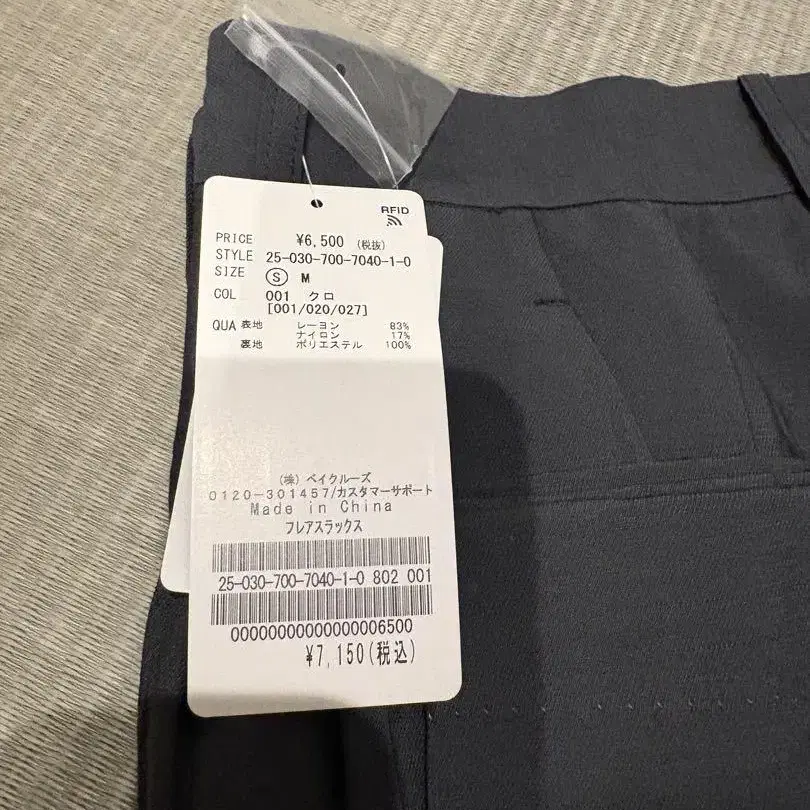 RFID
PRICE ¥6,500 (税抜)
STYLE 25-030-700-7040-1-0
SIZE Ⓢ M
COL 001 クロ
[001/020/027]
QUA 表地 レーヨン 83%
ナイロン 17%
裏地 ポリエステル 100%
(株) ベイクルーズ
0120-301457/カスタマーサポート
Made in China
フレアスラックス
25-030-700-7040-1-0 802 001
00000000000000006500
¥7,150(税込)